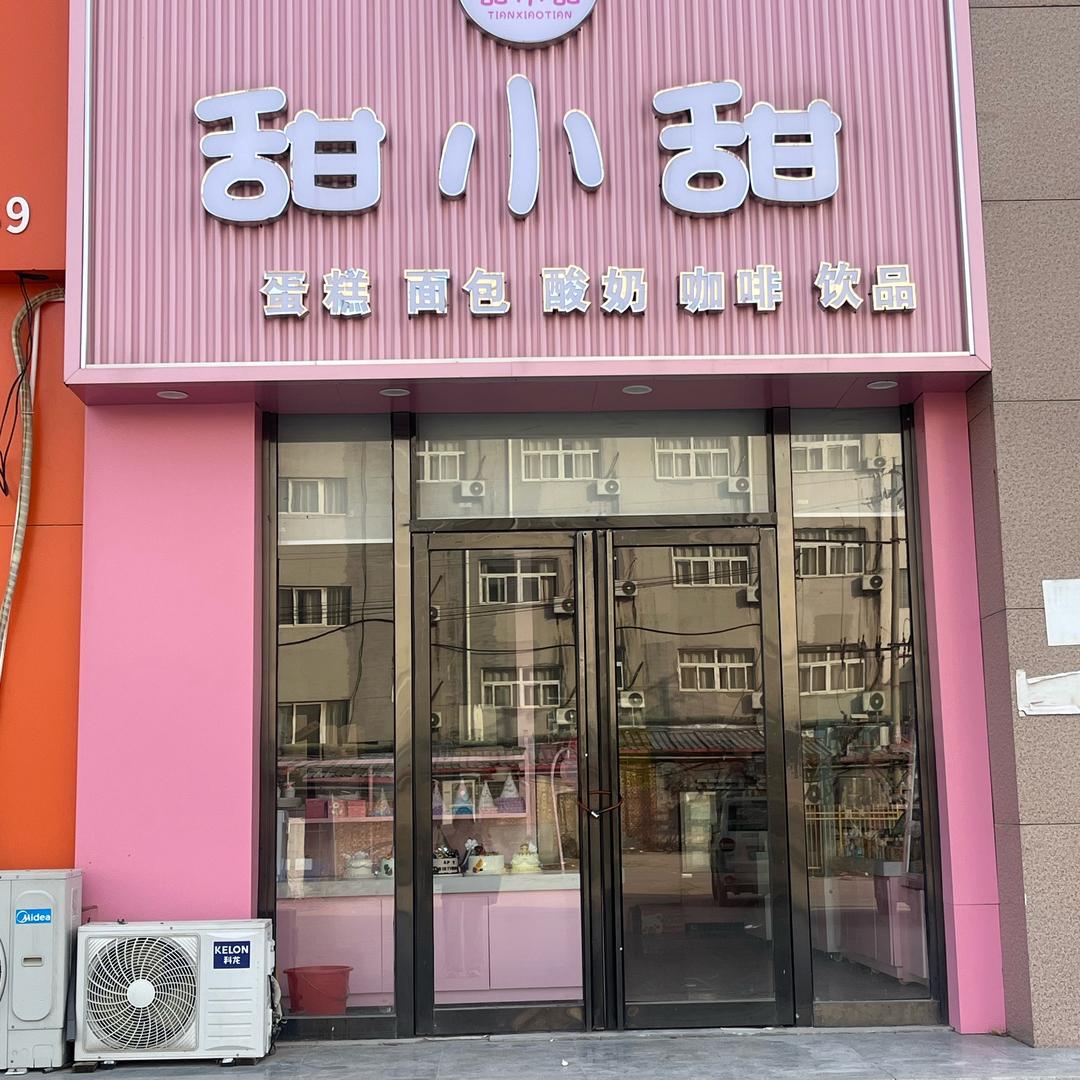 TIANXIAOTIAN
甜小甜
蛋糕 面包 酸奶 咖啡 饮品
9
Midea
KELON
科龙